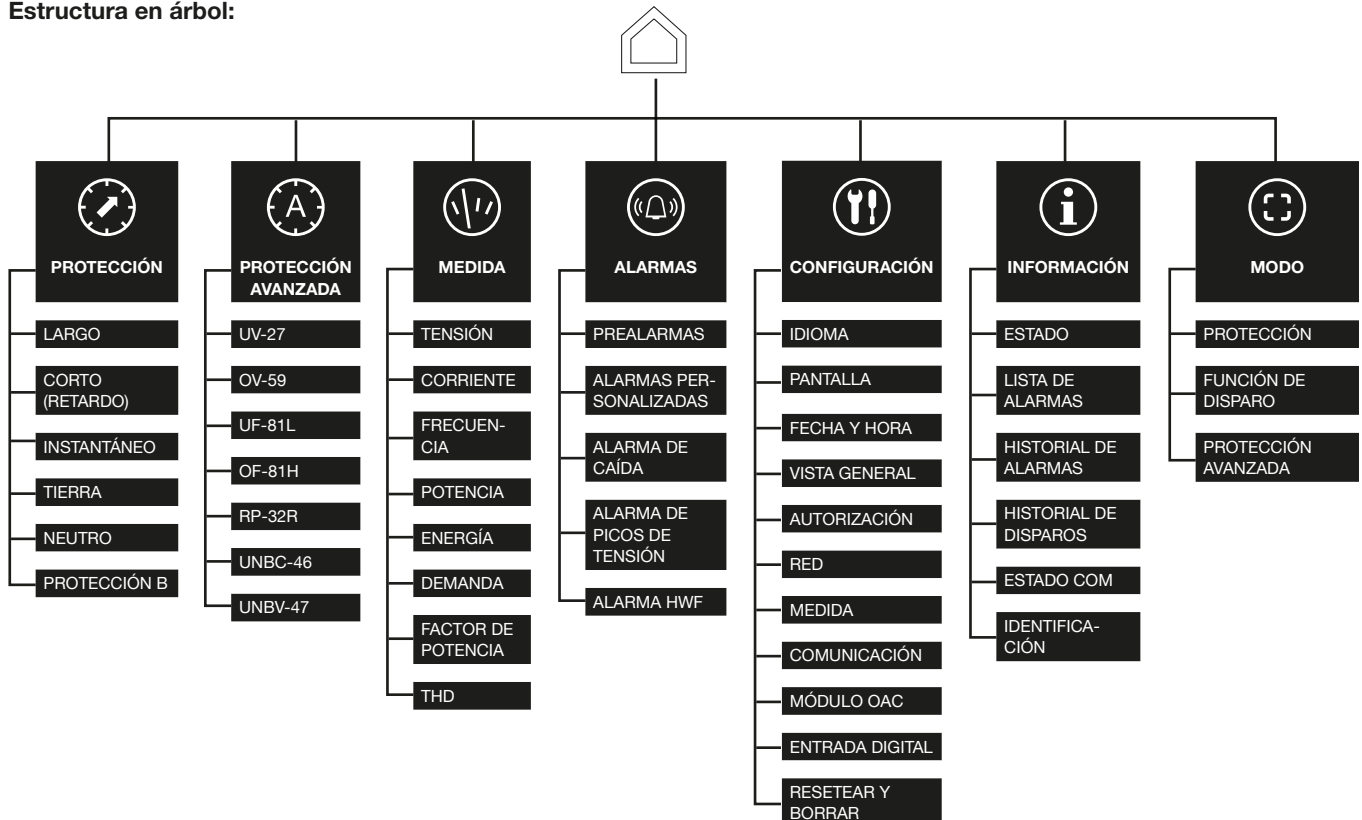 Estructura en árbol:
PROTECCIÓN
LARGO
CORTO
(RETARDO)
INSTANTÁNEO
TIERRA
NEUTRO
PROTECCIÓN B
A
PROTECCIÓN
AVANZADA
UV-27
OV-59
UF-81L
OF-81H
RP-32R
UNBC-46
UNBV-47
MEDIDA
TENSIÓN
CORRIENTE
FRECUEN-
CIA
POTENCIA
ENERGÍA
DEMANDA
FACTOR DE
POTENCIA
THD
ALARMAS
PREALARMAS
ALARMAS PER-
SONALIZADAS
ALARMA DE
CAÍDA
ALARMA DE
PICOS DE
TENSIÓN
ALARMA HWF
CONFIGURACIÓN
IDIOMA
PANTALLA
FECHA Y HORA
VISTA GENERAL
AUTORIZACIÓN
RED
MEDIDA
COMUNICACIÓN
MÓDULO OAC
ENTRADA DIGITAL
RESETEAR Y
BORRAR
i
INFORMACIÓN
ESTADO
LISTA DE
ALARMAS
HISTORIAL DE
ALARMAS
HISTORIAL DE
DISPAROS
ESTADO COM
IDENTIFICA-
CIÓN
MODO
PROTECCIÓN
FUNCIÓN DE
DISPARO
PROTECCIÓN
AVANZADA